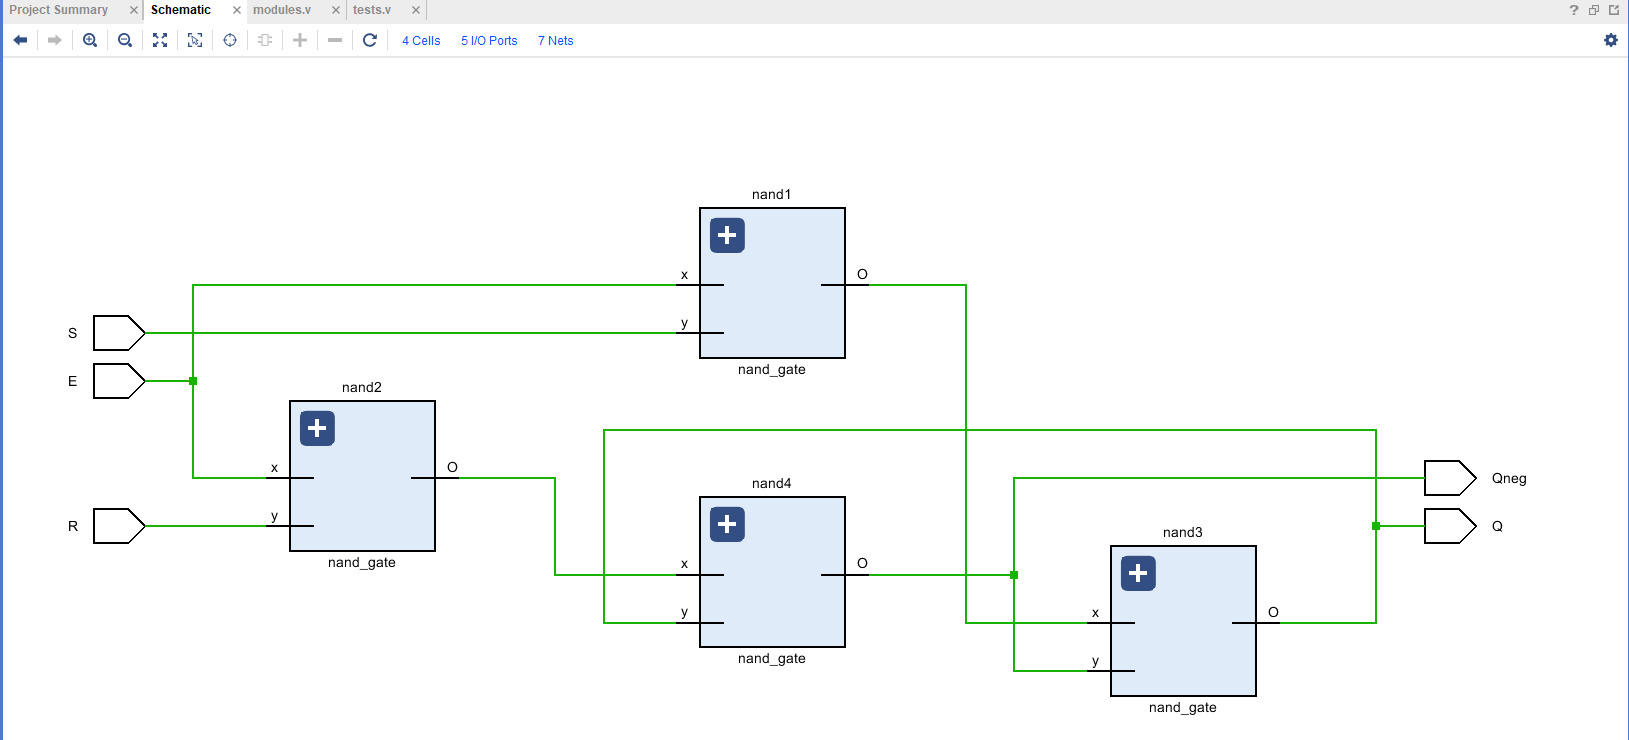 Project Summary × Schematic × modules.v × tests.v ×
?
4 Cells 5 I/O Ports 7 Nets
nand1
x O
y
nand_gate
S
E
nand2
x O
y
nand_gate
R
nand4
x O
y
nand_gate
nand3
x O
y
nand_gate
Qneg
Q